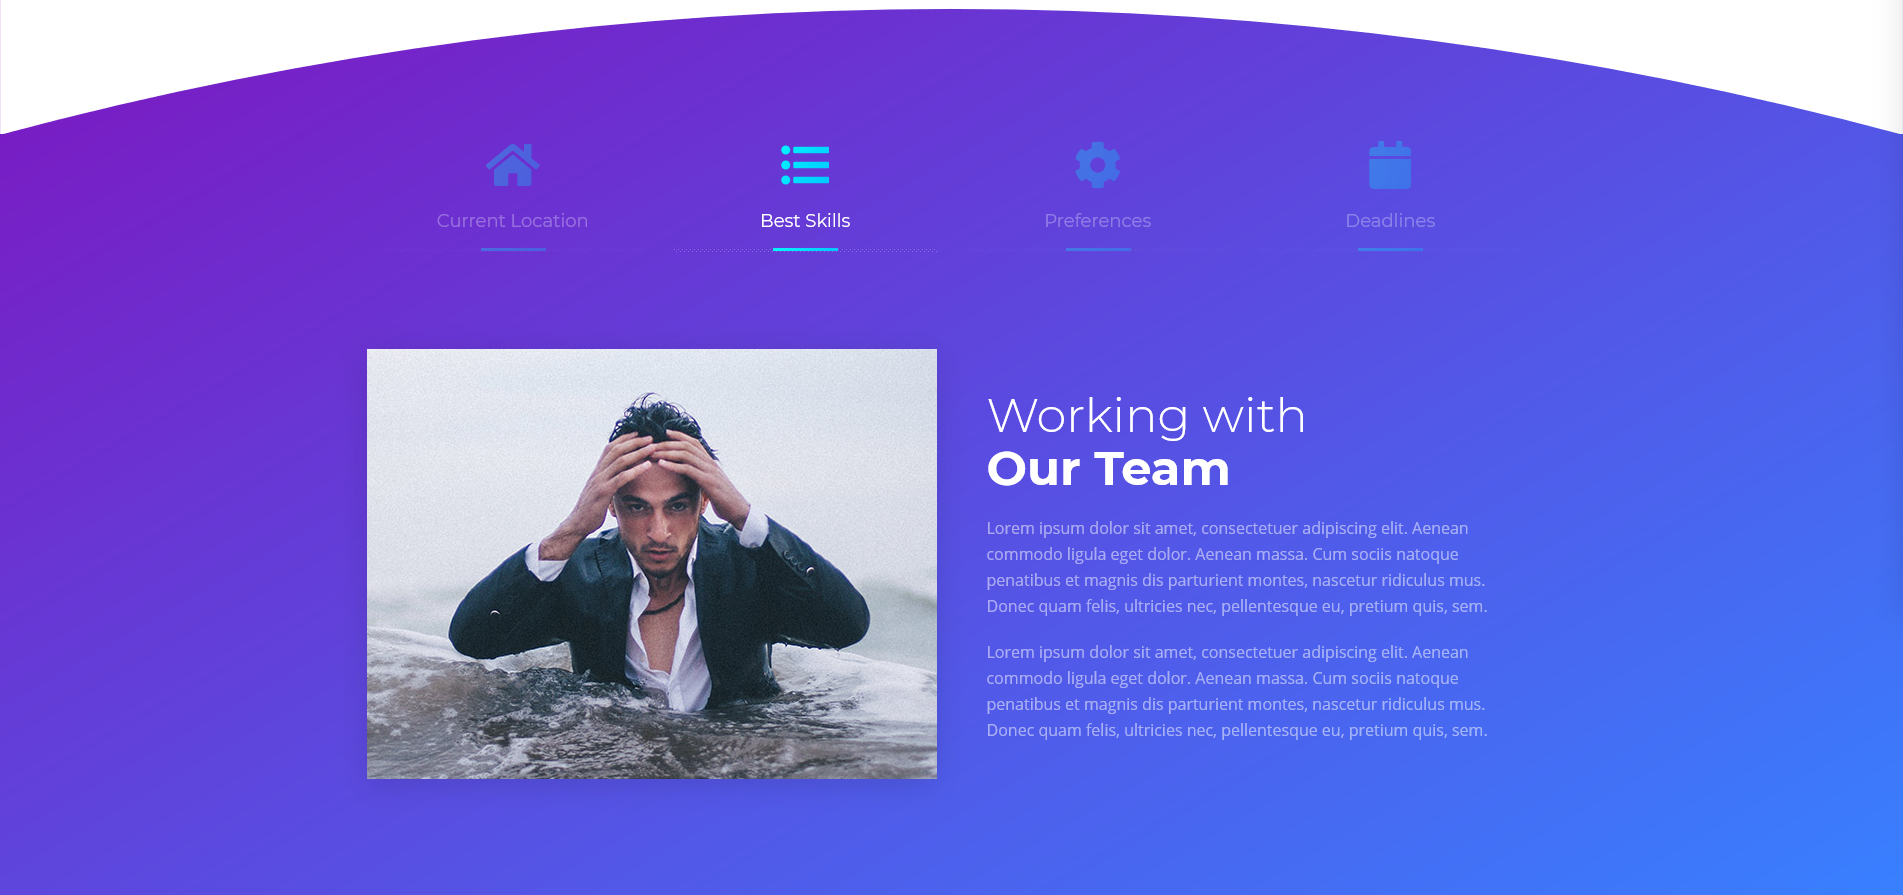 Current Location
Best Skills
Preferences
Deadlines
Working with
Our Team
Lorem ipsum dolor sit amet, consectetuer adipiscing elit. Aenean
commodo ligula eget dolor. Aenean massa. Cum sociis natoque
penatibus et magnis dis parturient montes, nascetur ridiculus mus.
Donec quam felis, ultricies nec, pellentesque eu, pretium quis, sem.
Lorem ipsum dolor sit amet, consectetuer adipiscing elit. Aenean
commodo ligula eget dolor. Aenean massa. Cum sociis natoque
penatibus et magnis dis parturient montes, nascetur ridiculus mus.
Donec quam felis, ultricies nec, pellentesque eu, pretium quis, sem.